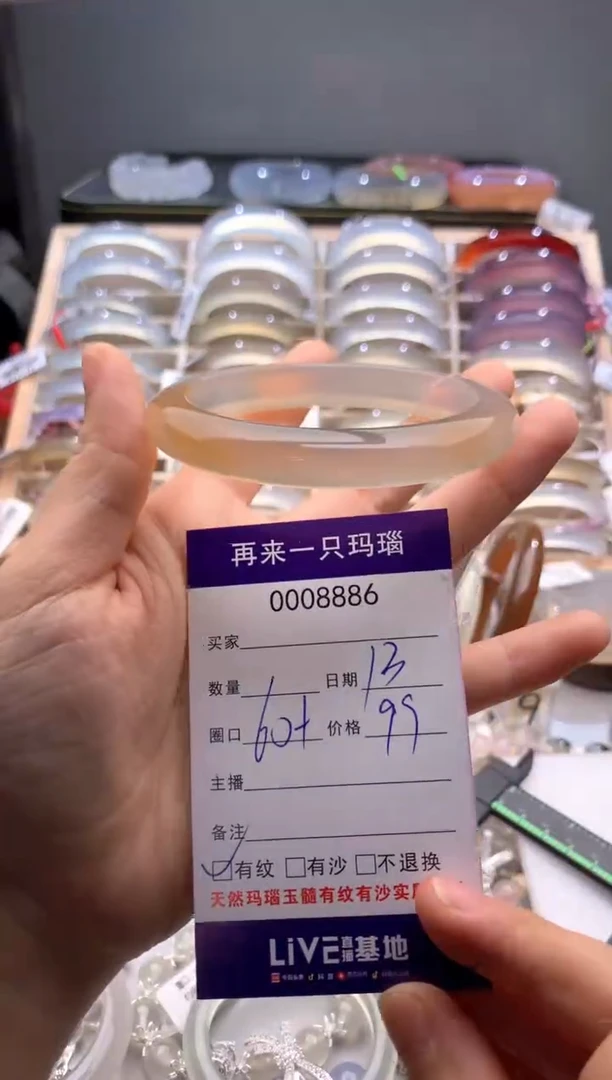 再来一只玛瑙
0008886
买家
数量 1 日期 13
圈口 60+ 价格 99
主播
备注
☑有纹 □有沙 □不退换
天然玛瑙玉髓有纹有沙实
LiVE直播基地